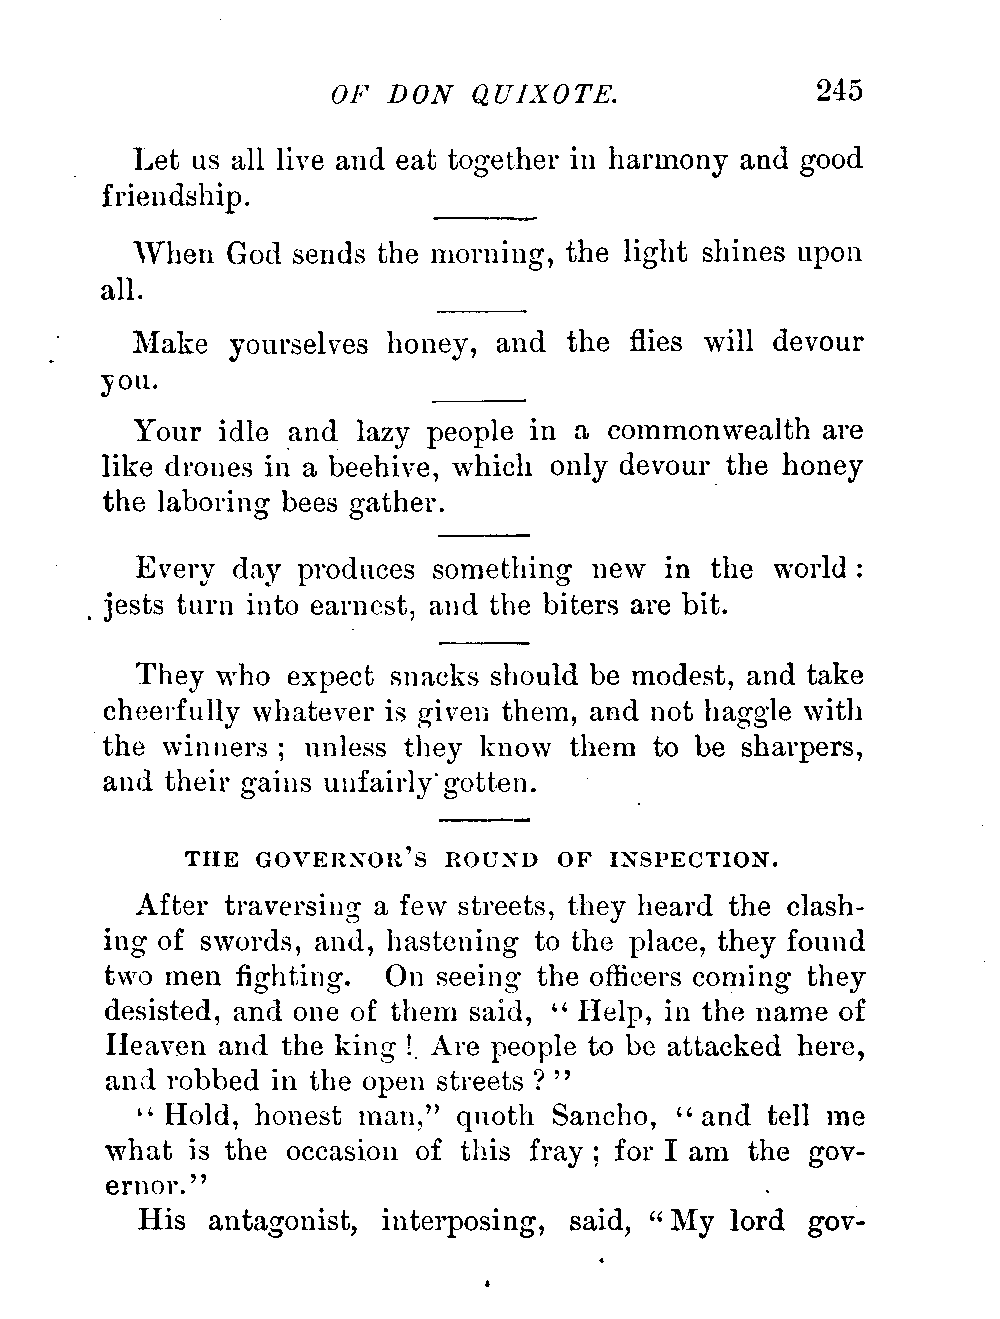 OF DON QUIXOTE. 245
Let us all live and eat together in harmony and good
friendship.
When God sends the morning, the light shines upon
all.
Make yourselves honey, and the flies will devour
you.
Your idle and lazy people in a commonwealth are
like drones in a beehive, which only devour the honey
the laboring bees gather.
Every day produces something new in the world :
jests turn into earnest, and the biters are bit.
They who expect snacks should be modest, and take
cheerfully whatever is given them, and not haggle with
the winners ; unless they know them to be sharpers,
and their gains unfairly gotten.
THE GOVERNOR'S ROUND OF INSPECTION.
After traversing a few streets, they heard the clash-
ing of swords, and, hastening to the place, they found
two men fighting. On seeing the officers coming they
desisted, and one of them said, “ Help, in the name of
Heaven and the king ! Are people to be attacked here,
and robbed in the open streets ? ”
“ Hold, honest man,” quoth Sancho, “ and tell me
what is the occasion of this fray ; for I am the gov-
ernor.”
His antagonist, interposing, said, “ My lord gov-